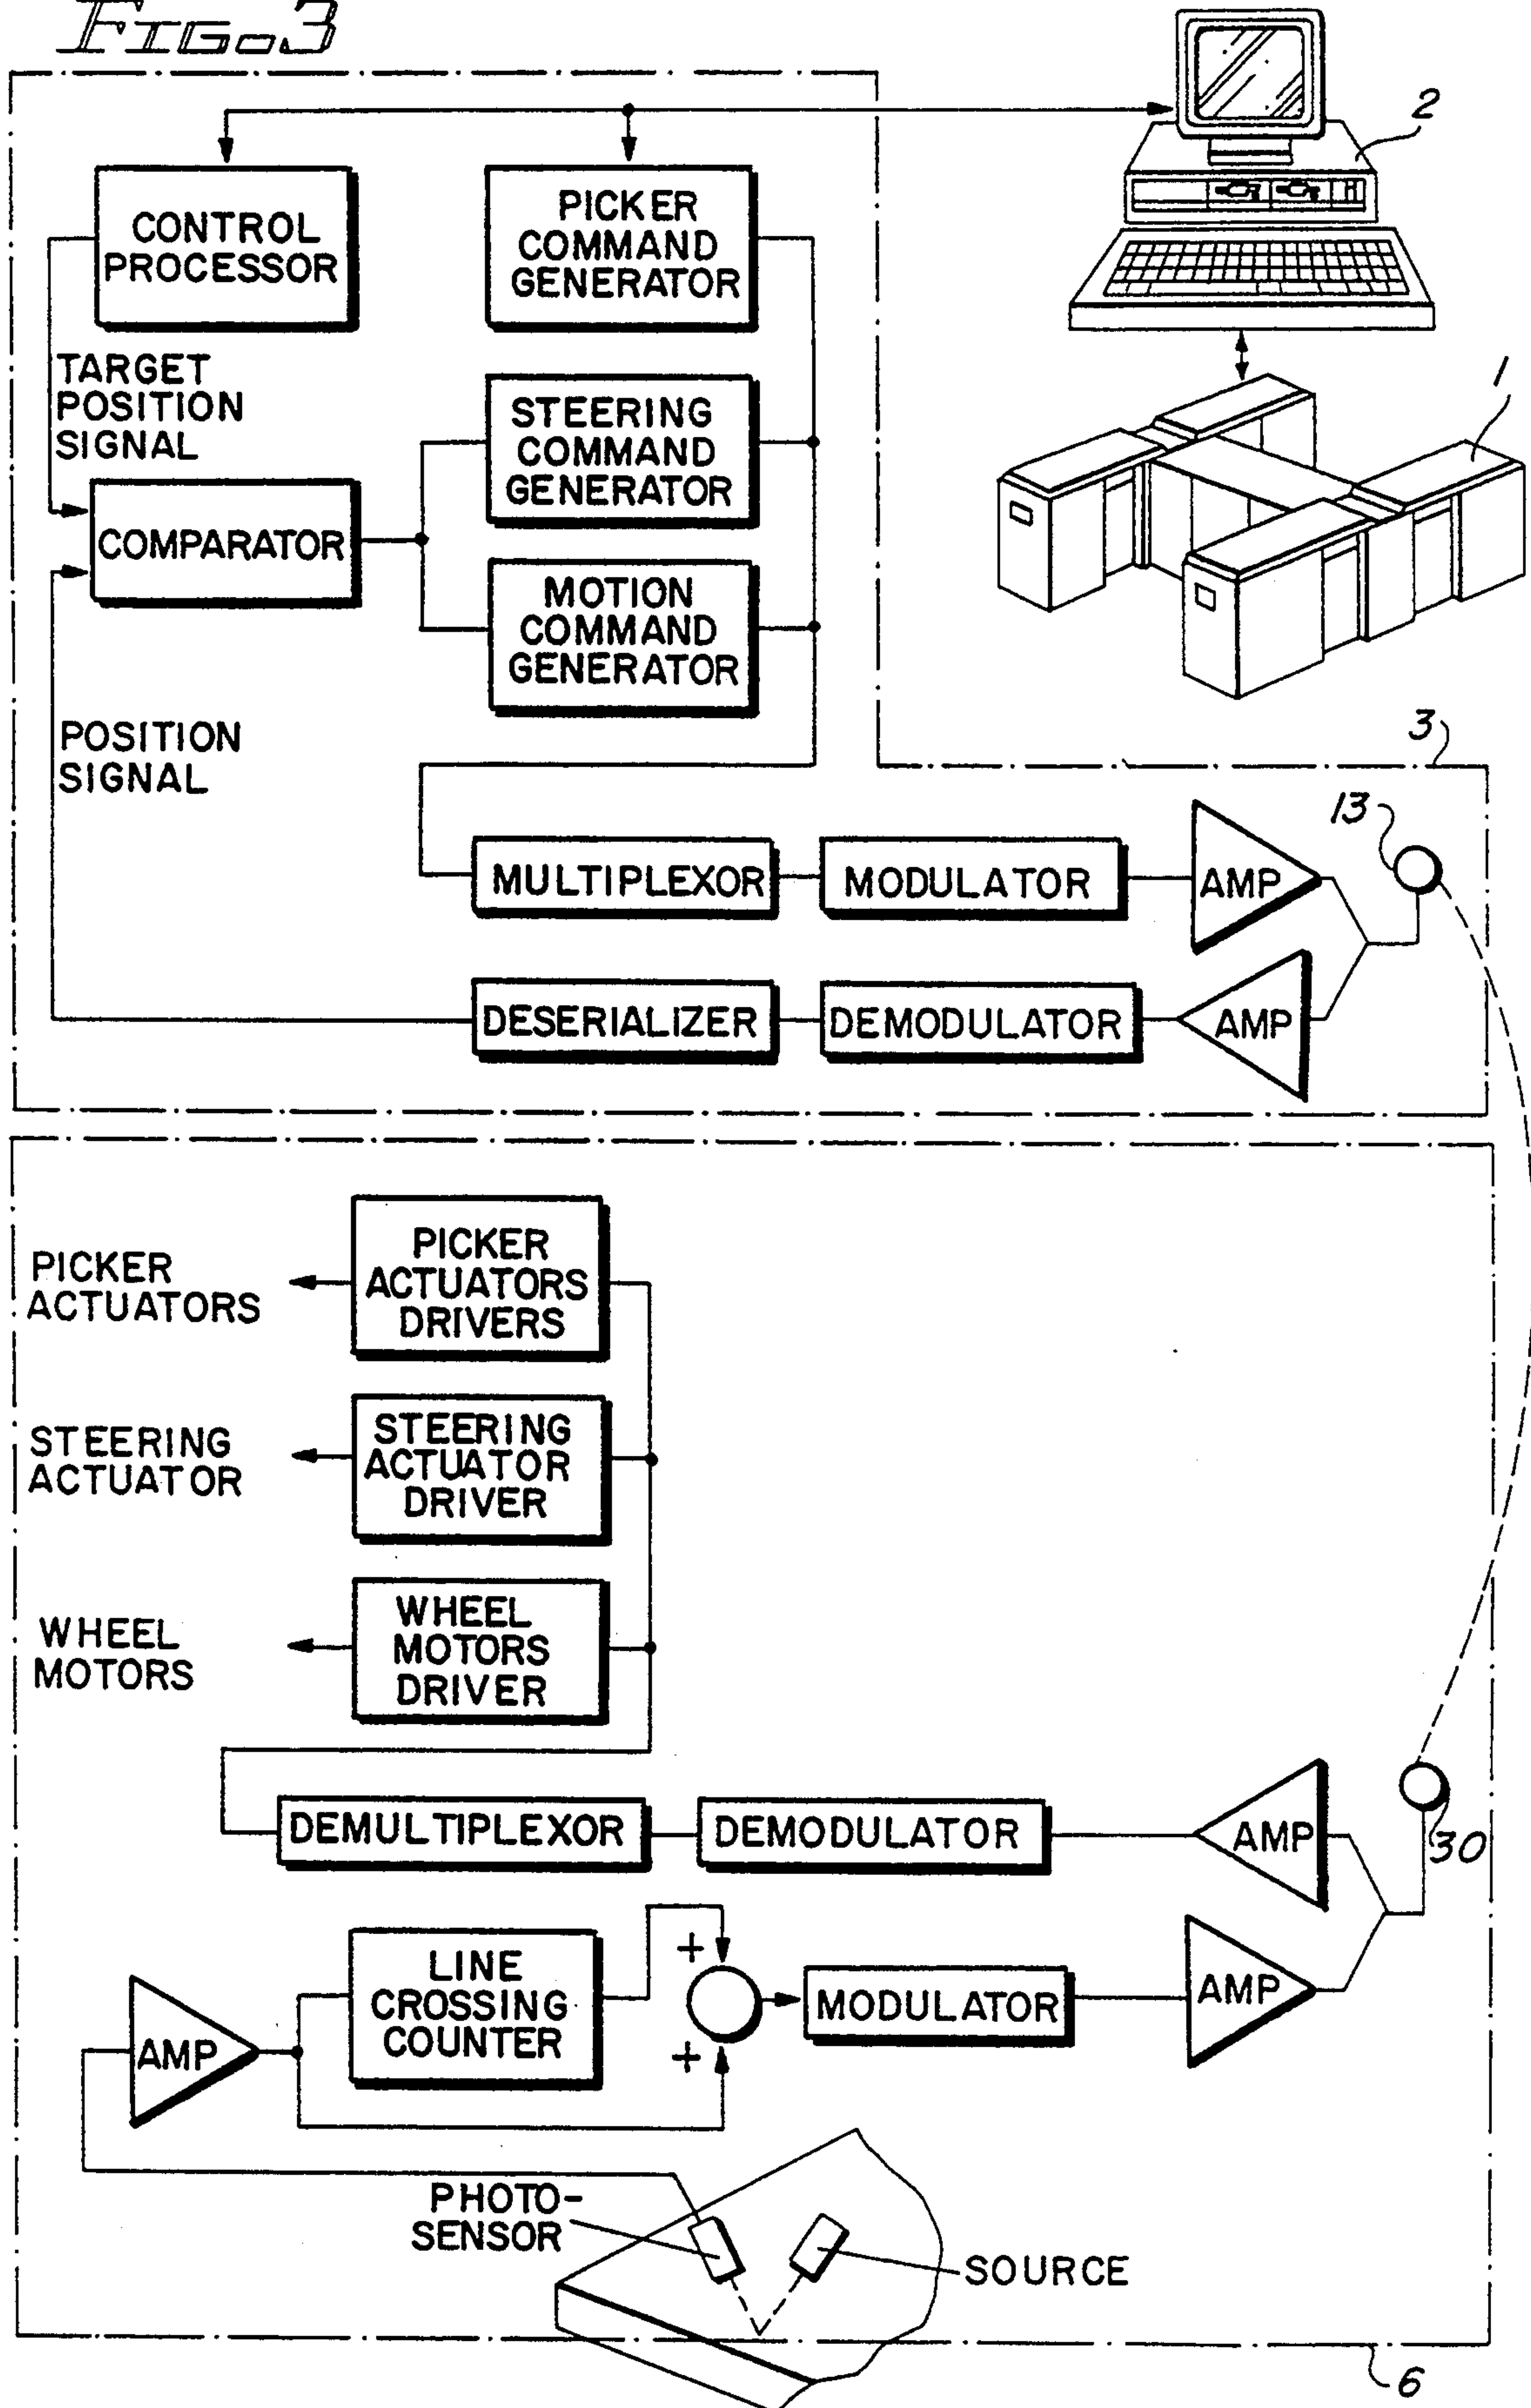 FIG. 3
2
CONTROL
PROCESSOR
PICKER
COMMAND
GENERATOR
TARGET
POSITION
SIGNAL
STEERING
COMMAND
GENERATOR
1
COMPARATOR
MOTION
COMMAND
GENERATOR
POSITION
SIGNAL
3
13
MULTIPLEXOR
MODULATOR
AMP
DESERIALIZER
DEMODULATOR
AMP
PICKER
ACTUATORS
PICKER
ACTUATORS
DRIVERS
STEERING
ACTUATOR
STEERING
ACTUATOR
DRIVER
WHEEL
MOTORS
WHEEL
MOTORS
DRIVER
DEMULTIPLEXOR
DEMODULATOR
AMP
30
AMP
LINE
CROSSING
COUNTER
+
+
MODULATOR
AMP
PHOTO-
SENSOR
SOURCE
6